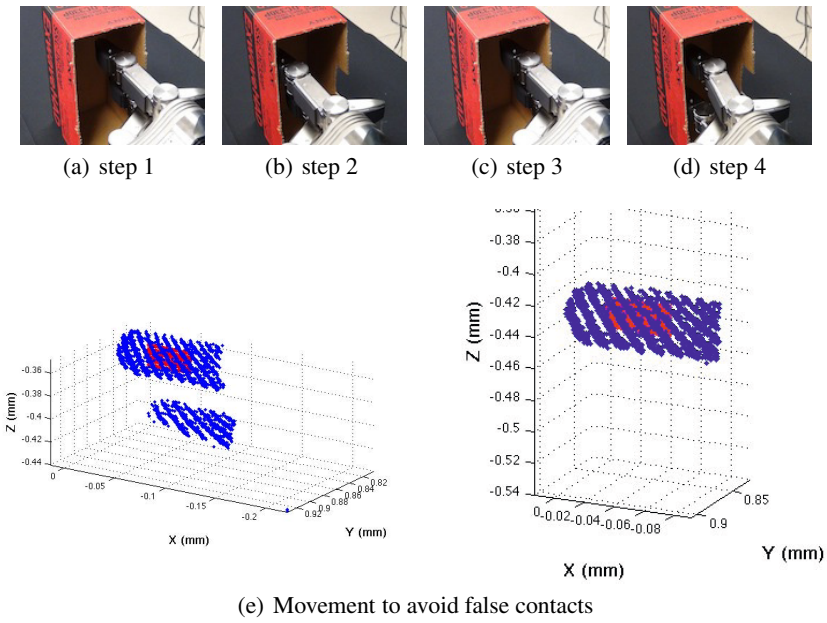 (a) step 1
(b) step 2
(c) step 3
(d) step 4
-0.36
-0.38
-0.4
-0.42
-0.44
Z (mm)
0
-0.05
-0.1
-0.15
-0.2
X (mm)
0.92
0.9
0.88
0.86
0.84
0.82
Y (mm)
-0.38
-0.4
-0.42
-0.44
-0.46
-0.48
-0.5
-0.52
-0.54
Z (mm)
0
-0.02
-0.04
-0.06
-0.08
X (mm)
0.9
0.85
Y (mm)
(e) Movement to avoid false contacts